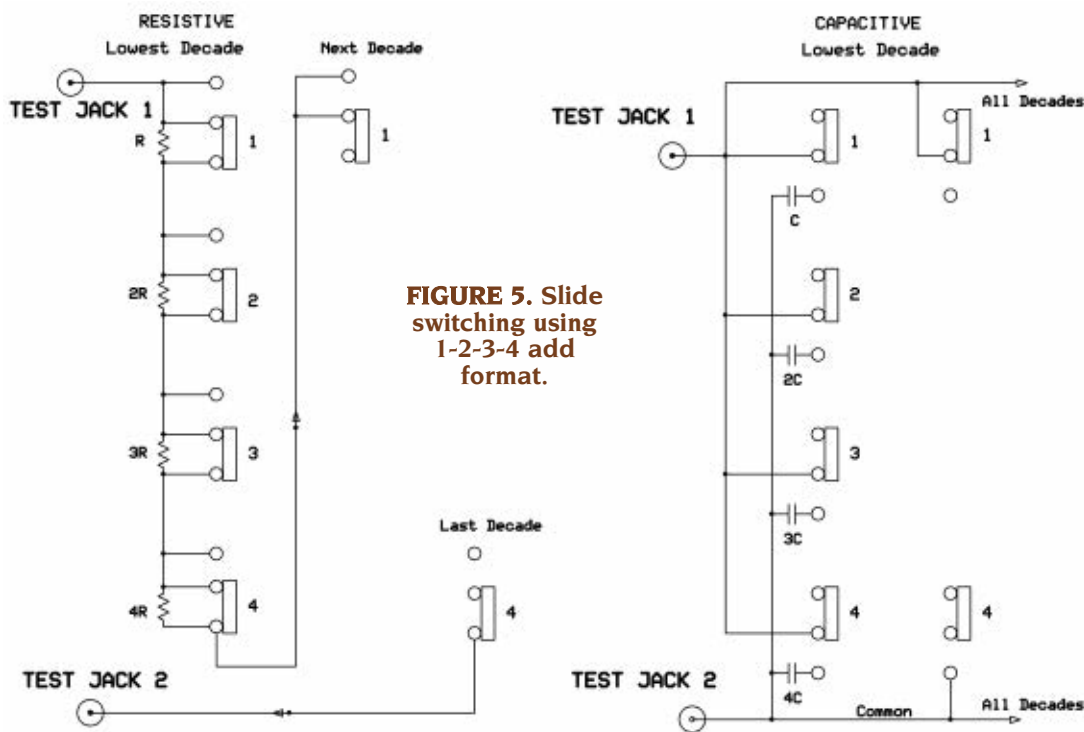 RESISTIVE
Lowest Decade
Next Decade
TEST JACK 1
R
1
1
2R
2
3R
3
4R
4
Last Decade
4
TEST JACK 2
FIGURE 5. Slide
switching using
1-2-3-4 add
format.
CAPACITIVE
Lowest Decade
All Decades
TEST JACK 1
1
1
C
2
2C
3
3C
4
4
TEST JACK 2
4C
Common
All Decades